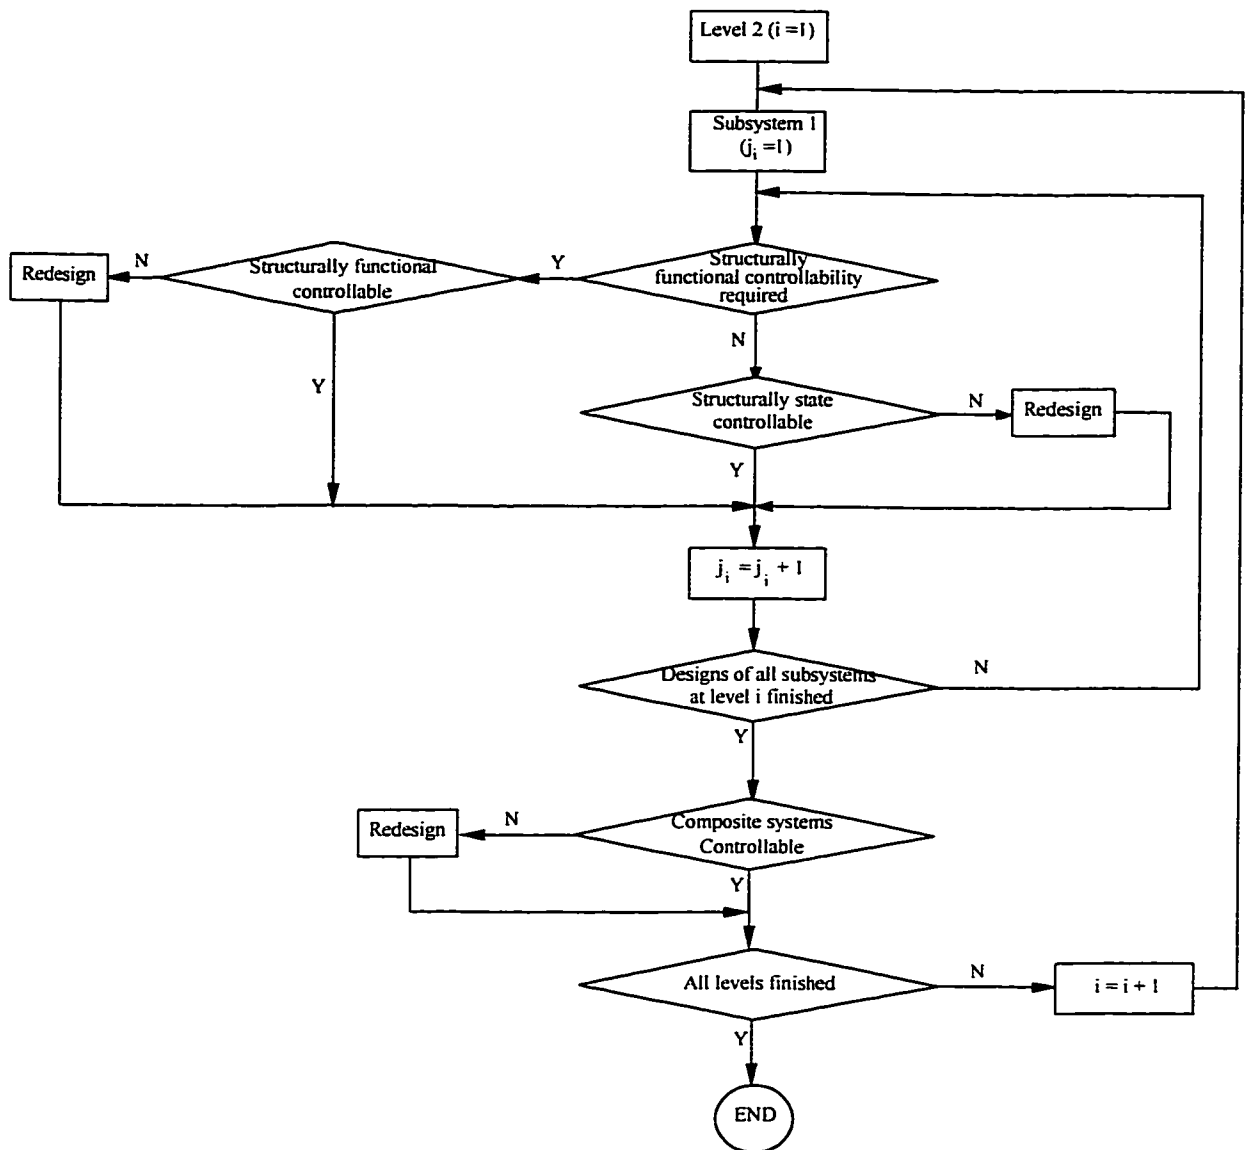 Level 2 (i =1)
Subsystem 1
(j_i =1)
Structurally
functional controllability
required
Y
Structurally functional
controllable
N
Redesign
N
Y
Structurally state
controllable
N
Redesign
Y
j_i = j_i + 1
Designs of all subsystems
at level i finished
N
Y
Composite systems
Controllable
N
Redesign
Y
All levels finished
N
i = i + 1
Y
END